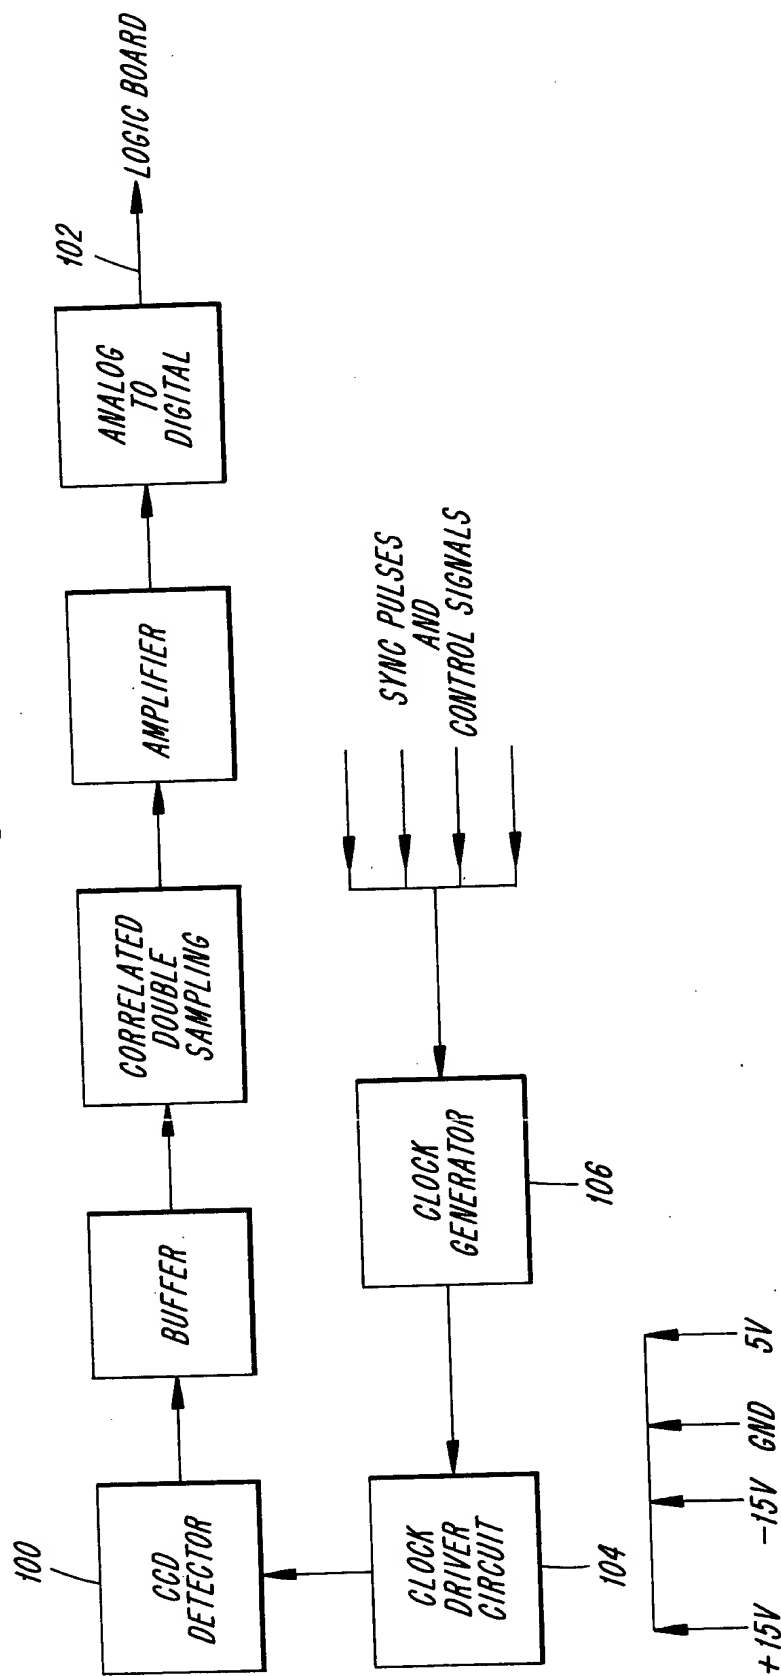 100
CCD
DETECTOR
BUFFER
CORRELATED
DOUBLE
SAMPLING
AMPLIFIER
ANALOG
TO
DIGITAL
102
LOGIC BOARD
CLOCK
DRIVER
CIRCUIT
104
CLOCK
GENERATOR
106
SYNC PULSES
AND
CONTROL SIGNALS
+15V
-15V
GND
5V